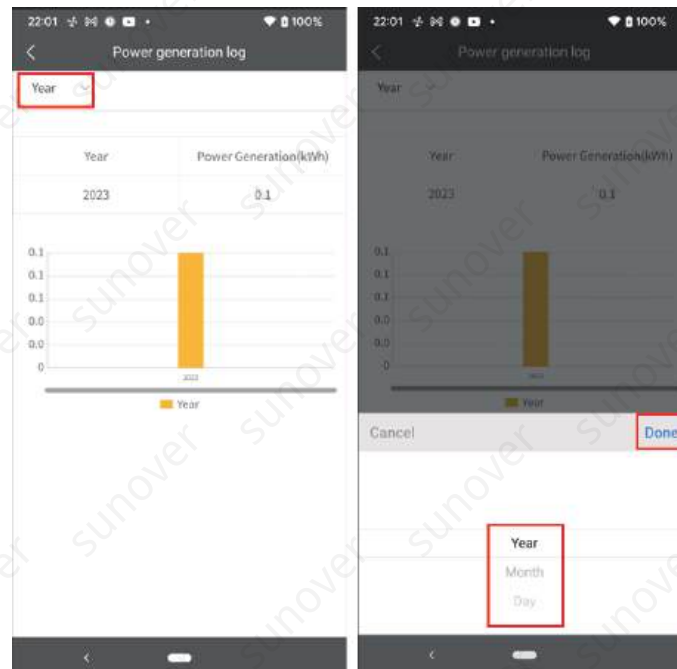 22:01 100%
Power generation log
Year
Year Power Generation(kWh)
2023 0.1
0.1
0.1
0.1
0.0
0.0
0
2023
Year
22:01 100%
Power generation log
Year
Year Power Generation(kWh)
2023 0.1
0.1
0.1
0.1
0.0
0.0
0
2023
Year
Cancel Done
Year
Month
Day
sunover